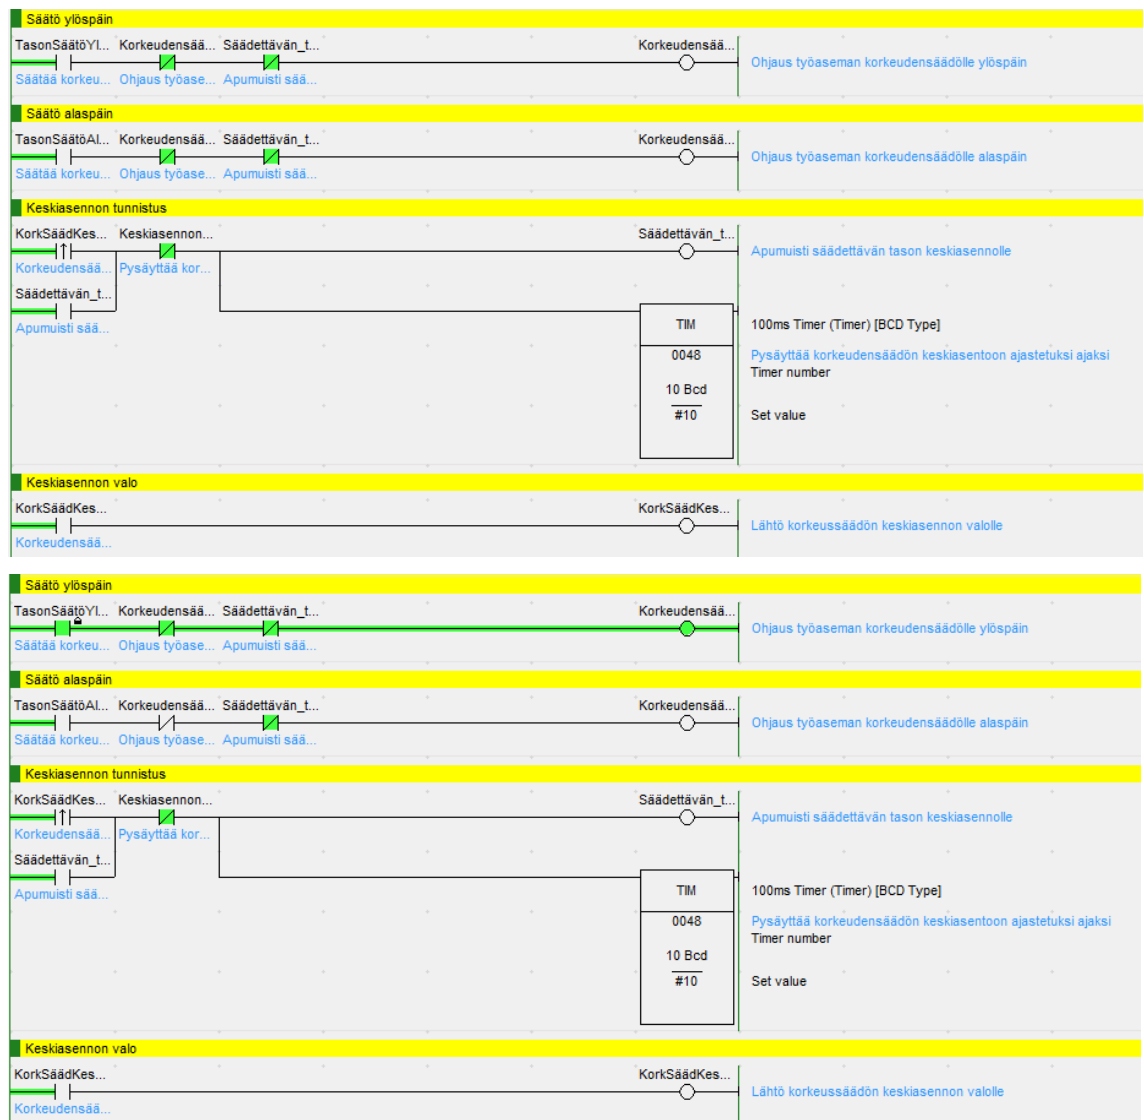 Säätö ylöspäin
TasonSäätöYl... Korkeudensää... Säädettävän_t... Korkeudensää...
Ohjaus työaseman korkeudensäädölle ylöspäin
Säätää korkeu... Ohjaus työase... Apumuisti sää...
Säätö alaspäin
TasonSäätöAl... Korkeudensää... Säädettävän_t... Korkeudensää...
Ohjaus työaseman korkeudensäädölle alaspäin
Säätää korkeu... Ohjaus työase... Apumuisti sää...
Keskiasennon tunnistus
KorkSäädKes... Keskiasennon... Säädettävän_t...
Apumuisti säädettävän tason keskiasennolle
Korkeudensää... Pysäyttää kor...
Säädettävän_t...
Apumuisti sää...
TIM 100ms Timer (Timer) [BCD Type]
0048 Pysäyttää korkeudensäädön keskiasentoon ajastetuksi ajaksi
Timer number
10 Bcd
#10 Set value
Keskiasennon valo
KorkSäädKes... KorkSäädKes...
Lähtö korkeussäädön keskiasennon valolle
Korkeudensää...
Säätö ylöspäin
TasonSäätöYl... Korkeudensää... Säädettävän_t... Korkeudensää...
Ohjaus työaseman korkeudensäädölle ylöspäin
Säätää korkeu... Ohjaus työase... Apumuisti sää...
Säätö alaspäin
TasonSäätöAl... Korkeudensää... Säädettävän_t... Korkeudensää...
Ohjaus työaseman korkeudensäädölle alaspäin
Säätää korkeu... Ohjaus työase... Apumuisti sää...
Keskiasennon tunnistus
KorkSäädKes... Keskiasennon... Säädettävän_t...
Apumuisti säädettävän tason keskiasennolle
Korkeudensää... Pysäyttää kor...
Säädettävän_t...
Apumuisti sää...
TIM 100ms Timer (Timer) [BCD Type]
0048 Pysäyttää korkeudensäädön keskiasentoon ajastetuksi ajaksi
Timer number
10 Bcd
#10 Set value
Keskiasennon valo
KorkSäädKes... KorkSäädKes...
Lähtö korkeussäädön keskiasennon valolle
Korkeudensää...